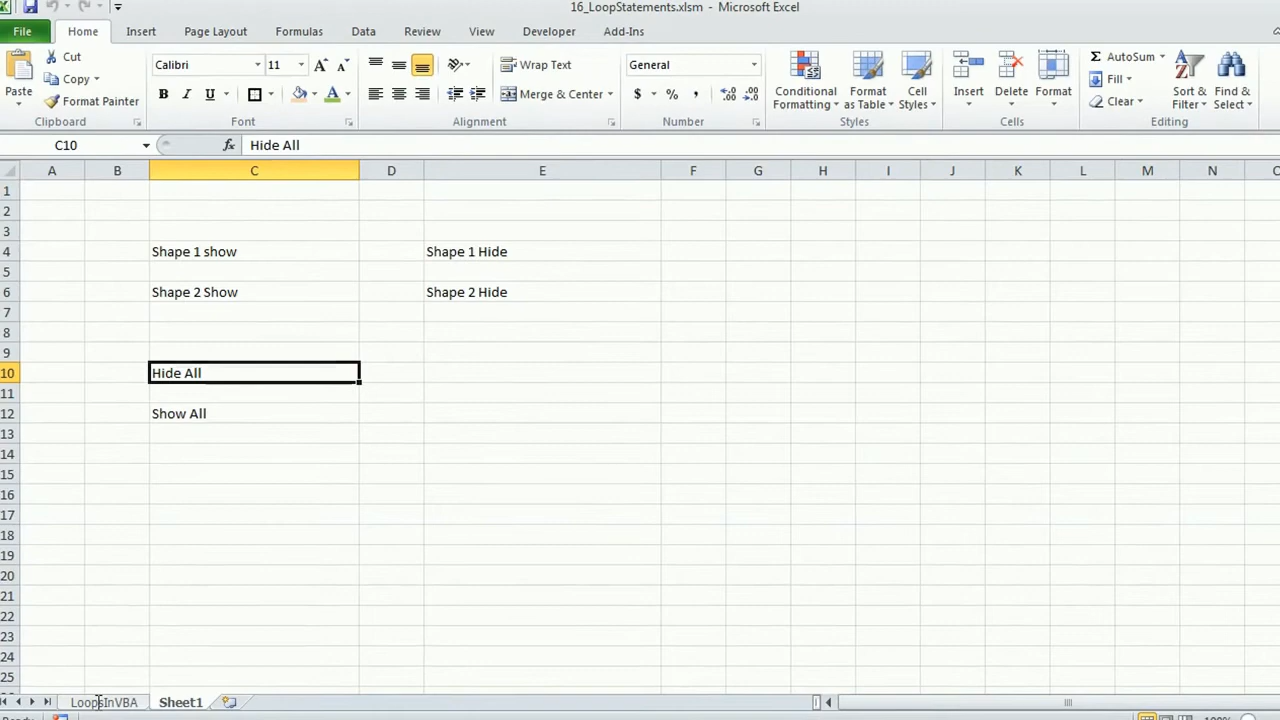 16_LoopStatements.xlsm - Microsoft Excel
File Home Insert Page Layout Formulas Data Review View Developer Add-Ins
Paste
Cut
Copy
Format Painter
Clipboard
Calibri 11
B I U
Font
Wrap Text
Merge & Center
Alignment
General
$ % ,
Number
Conditional Formatting
Format as Table
Cell Styles
Styles
Insert Delete Format
Cells
AutoSum
Fill
Clear
Sort & Filter
Find & Select
Editing
C10 fx Hide All
A B C D E F G H I J K L M N
1
2
3
4 Shape 1 show Shape 1 Hide
5
6 Shape 2 Show Shape 2 Hide
7
8
9
10 Hide All
11
12 Show All
13
14
15
16
17
18
19
20
21
22
23
24
25
LoopsInVBA Sheet1